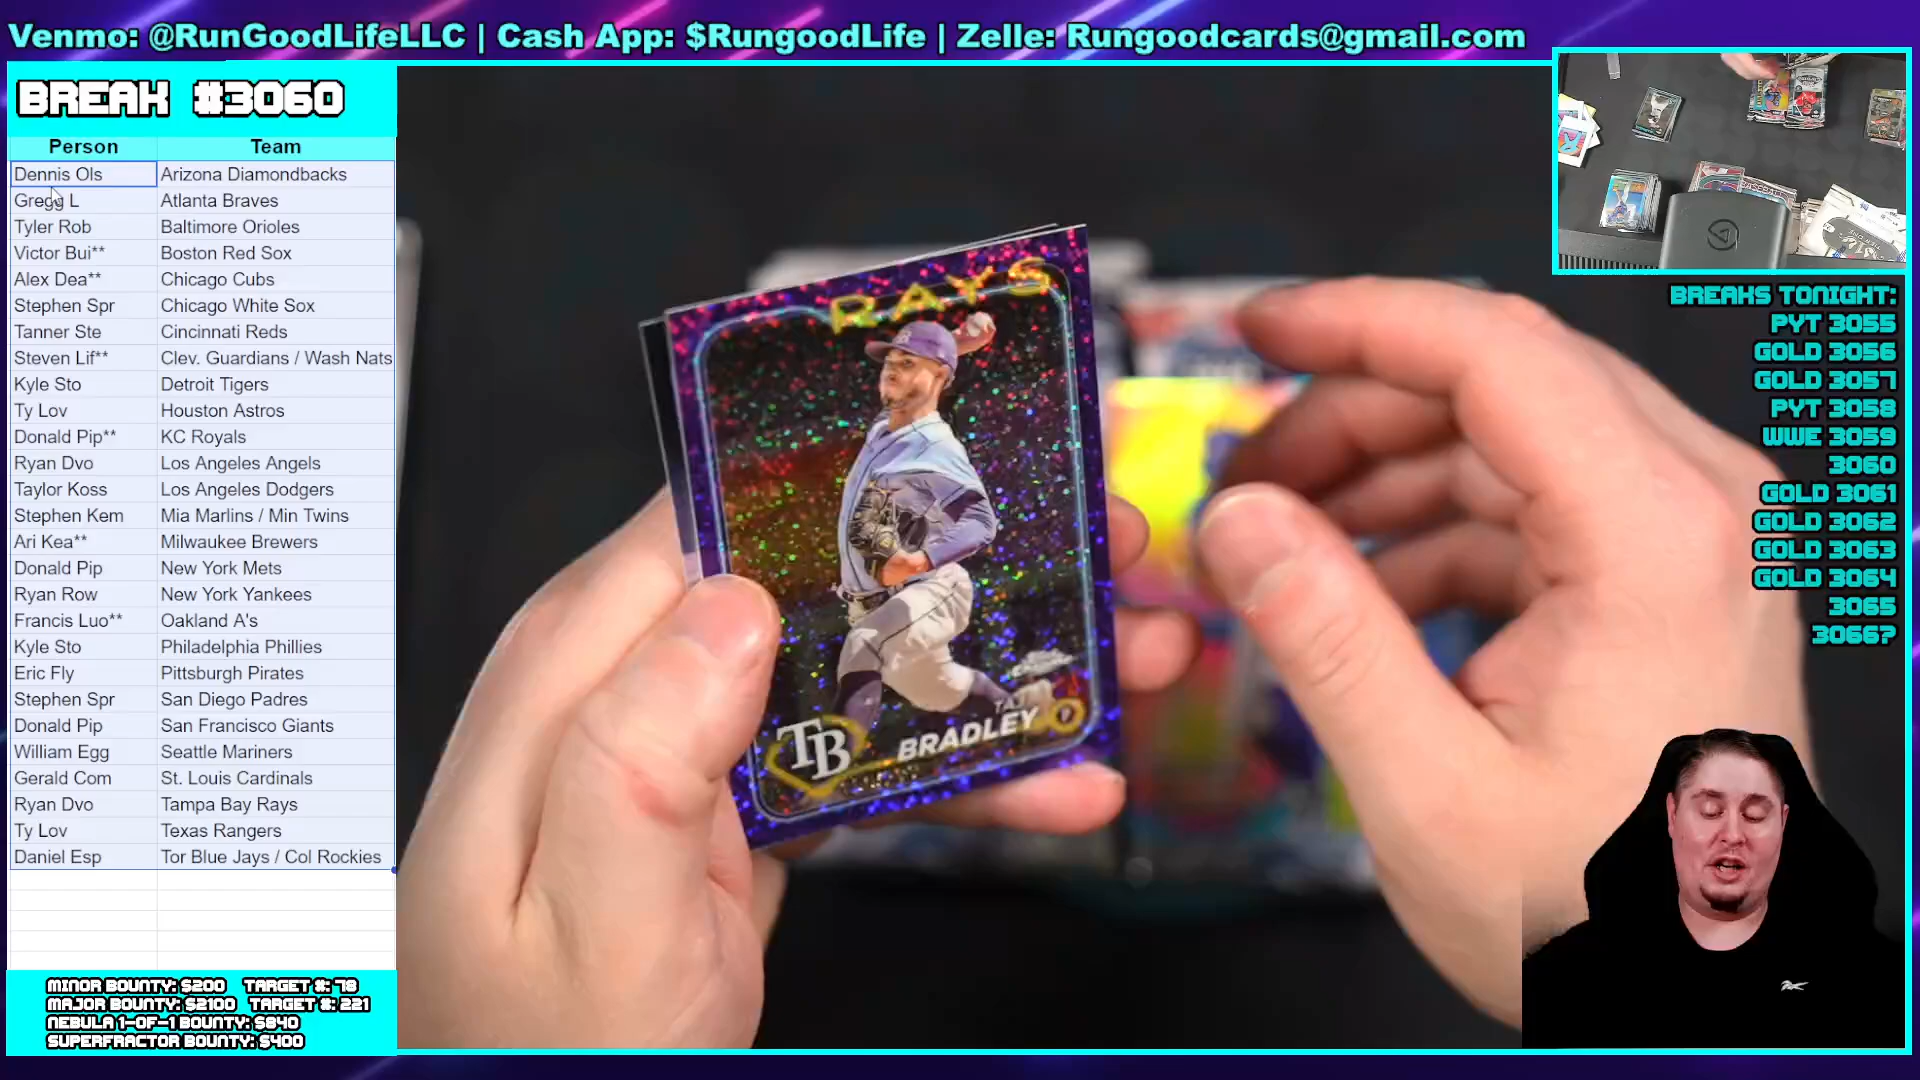 Venmo: @RunGoodLifeLLC | Cash App: $RungoodLife | Zelle: Rungoodcards@gmail.com
BREAK #3060
Person Team
Dennis Ols Arizona Diamondbacks
Gregg L Atlanta Braves
Tyler Rob Baltimore Orioles
Victor Bui** Boston Red Sox
Alex Dea** Chicago Cubs
Stephen Spr Chicago White Sox
Tanner Ste Cincinnati Reds
Steven Lif** Clev. Guardians / Wash Nats
Kyle Sto Detroit Tigers
Ty Lov Houston Astros
Donald Pip** KC Royals
Ryan Dvo Los Angeles Angels
Taylor Koss Los Angeles Dodgers
Stephen Kem Mia Marlins / Min Twins
Ari Kea** Milwaukee Brewers
Donald Pip New York Mets
Ryan Row New York Yankees
Francis Luo** Oakland A's
Kyle Sto Philadelphia Phillies
Eric Fly Pittsburgh Pirates
Stephen Spr San Diego Padres
Donald Pip San Francisco Giants
William Egg Seattle Mariners
Gerald Com St. Louis Cardinals
Ryan Dvo Tampa Bay Rays
Ty Lov Texas Rangers
Daniel Esp Tor Blue Jays / Col Rockies
MINOR BOUNTY: $200 TARGET #: 78
MAJOR BOUNTY: $2100 TARGET #: 221
NEBULA 1-OF-1 BOUNTY: $840
SUPERFRACTOR BOUNTY: $400
RAYS
TB
TAJ
BRADLEY
BREAKS TONIGHT:
PYT 3055
GOLD 3056
GOLD 3057
PYT 3058
WWE 3059
3060
GOLD 3061
GOLD 3062
GOLD 3063
GOLD 3064
3065
3066?